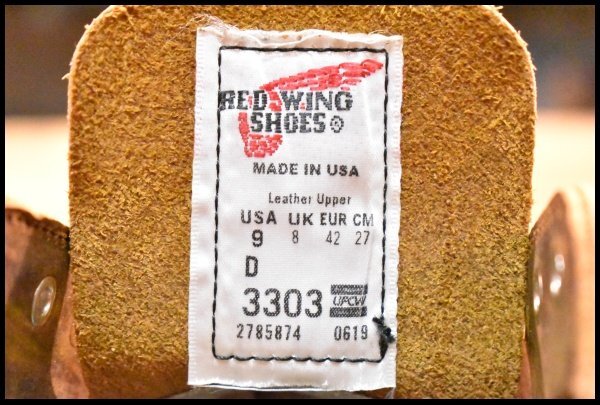 RED WING
SHOES
MADE IN USA
Leather Upper
USA UK EUR CM
9 8 42 27
D
3303 UFCW
2785874 0619